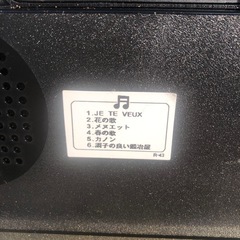 1. JE TE VEUX
2. 花の歌
3. メヌエット
4. 春の歌
5. カノン
6. 調子の良い鍛冶屋
R-42